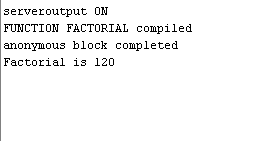 serveroutput ON
FUNCTION FACTORIAL compiled
anonymous block completed
Factorial is 120